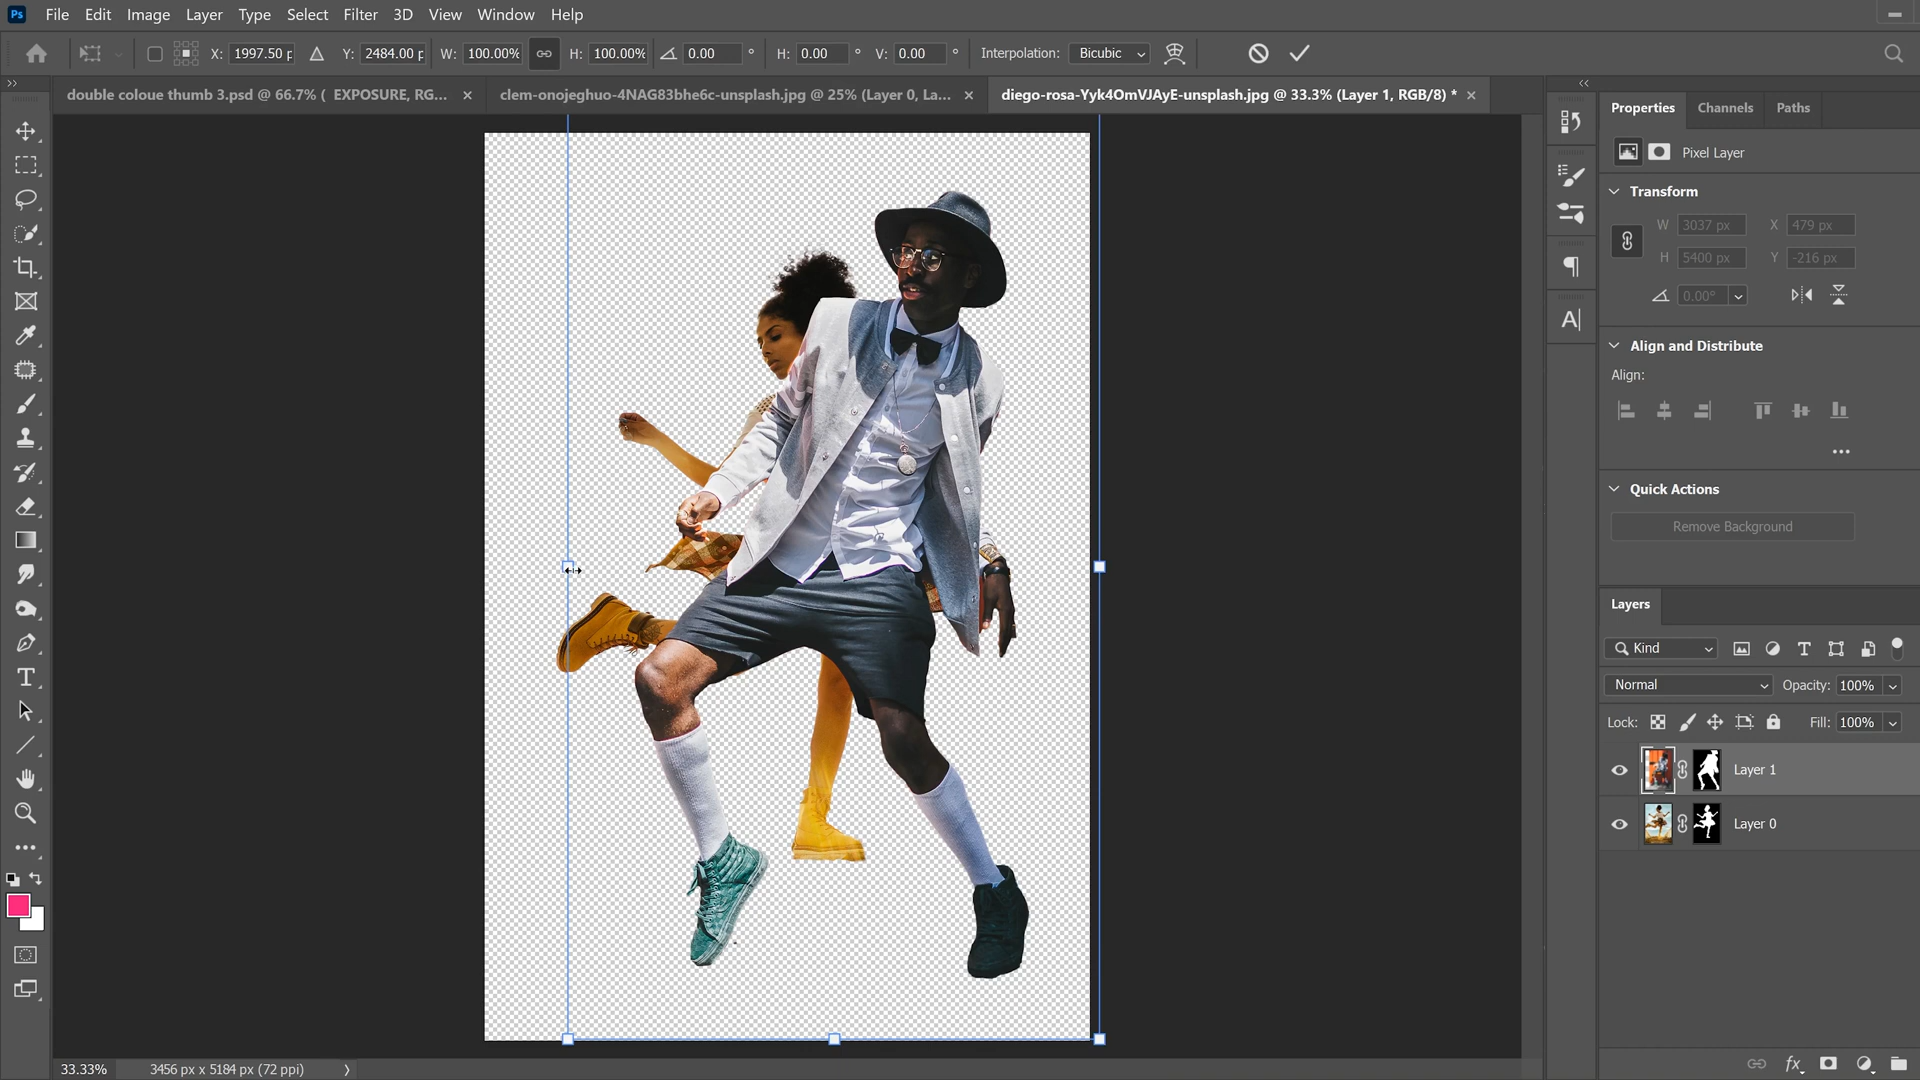 Ps File Edit Image Layer Type Select Filter 3D View Window Help
X: 1997.50 p Y: 2484.00 p W: 100.00% H: 100.00% 0.00 ° H: 0.00 ° V: 0.00 ° Interpolation: Bicubic
double coloue thumb 3.psd @ 66.7% ( EXPOSURE, RG... × clem-onojeghuo-4NAG83bhe6c-unsplash.jpg @ 25% (Layer 0, La... × diego-rosa-Yyk4OmVJAyE-unsplash.jpg @ 33.3% (Layer 1, RGB/8) * ×
Properties Channels Paths
Pixel Layer
Transform
W 3037 px X 479 px
H 5400 px Y -216 px
0.00°
Align and Distribute
Align:
Quick Actions
Remove Background
Layers
Kind
Normal Opacity: 100%
Lock: Fill: 100%
Layer 1
Layer 0
fx
33.33% 3456 px x 5184 px (72 ppi)